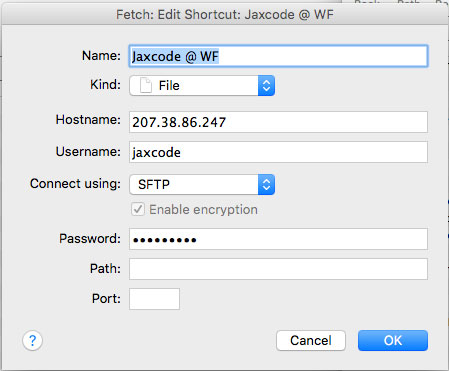 Fetch: Edit Shortcut: Jaxcode @ WF
Name: Jaxcode @ WF
Kind: File
Hostname: 207.38.86.247
Username: jaxcode
Connect using: SFTP
Enable encryption
Password: •••••••••
Path:
Port:
? Cancel OK